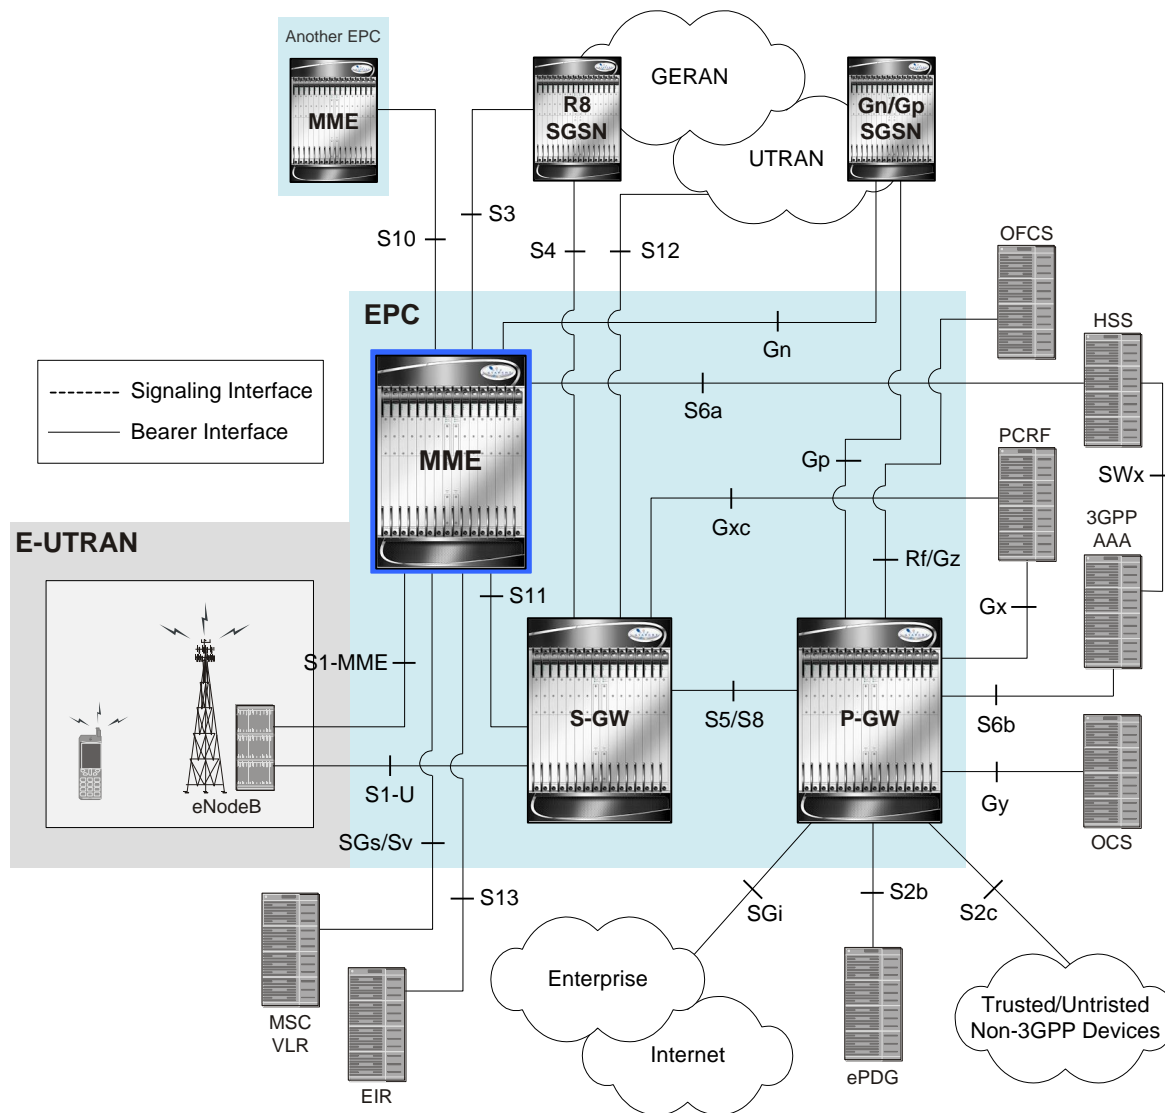 Another EPC
MME
R8
SGSN
GERAN
Gn/Gp
SGSN
UTRAN
S3
S10
S4
S12
OFCS
EPC
HSS
Gn
Signaling Interface
Bearer Interface
S6a
MME
PCRF
Gp
SWx
Gxc
3GPP
AAA
E-UTRAN
Rf/Gz
S11
Gx
S1-MME
S-GW
S5/S8
P-GW
S6b
eNodeB
S1-U
Gy
SGs/Sv
OCS
S13
S2b
S2c
SGi
Enterprise
MSC
VLR
Trusted/Untristed
Non-3GPP Devices
Internet
ePDG
EIR